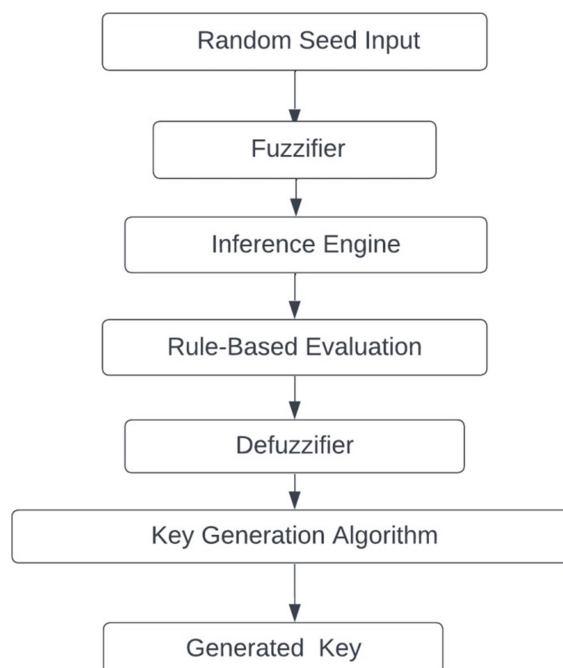 Random Seed Input
Fuzzifier
Inference Engine
Rule-Based Evaluation
Defuzzifier
Key Generation Algorithm
Generated Key